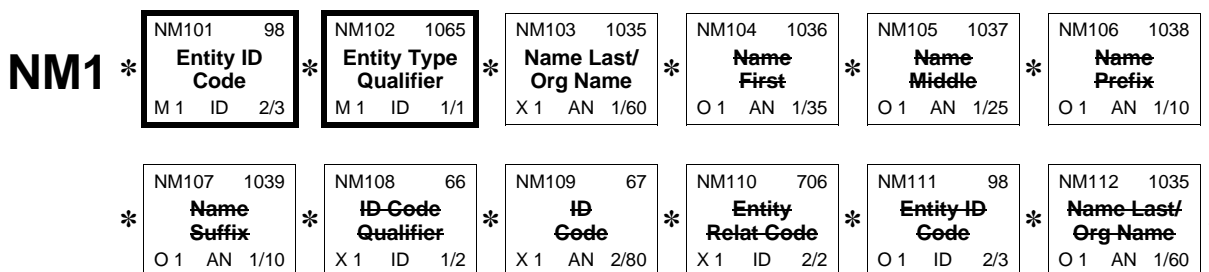 NM101 98 NM102 1065 NM103 1035 NM104 1036 NM105 1037 NM106 1038
NM1 * Entity ID Code * Entity Type Qualifier * Name Last/ Org Name * Name First * Name Middle * Name Prefix
M 1 ID 2/3 M 1 ID 1/1 X 1 AN 1/60 O 1 AN 1/35 O 1 AN 1/25 O 1 AN 1/10
NM107 1039 NM108 66 NM109 67 NM110 706 NM111 98 NM112 1035
* Name Suffix * ID Code Qualifier * ID Code * Entity Relat Code * Entity ID Code * Name Last/ Org Name
O 1 AN 1/10 X 1 ID 1/2 X 1 AN 2/80 X 1 ID 2/2 O 1 ID 2/3 O 1 AN 1/60